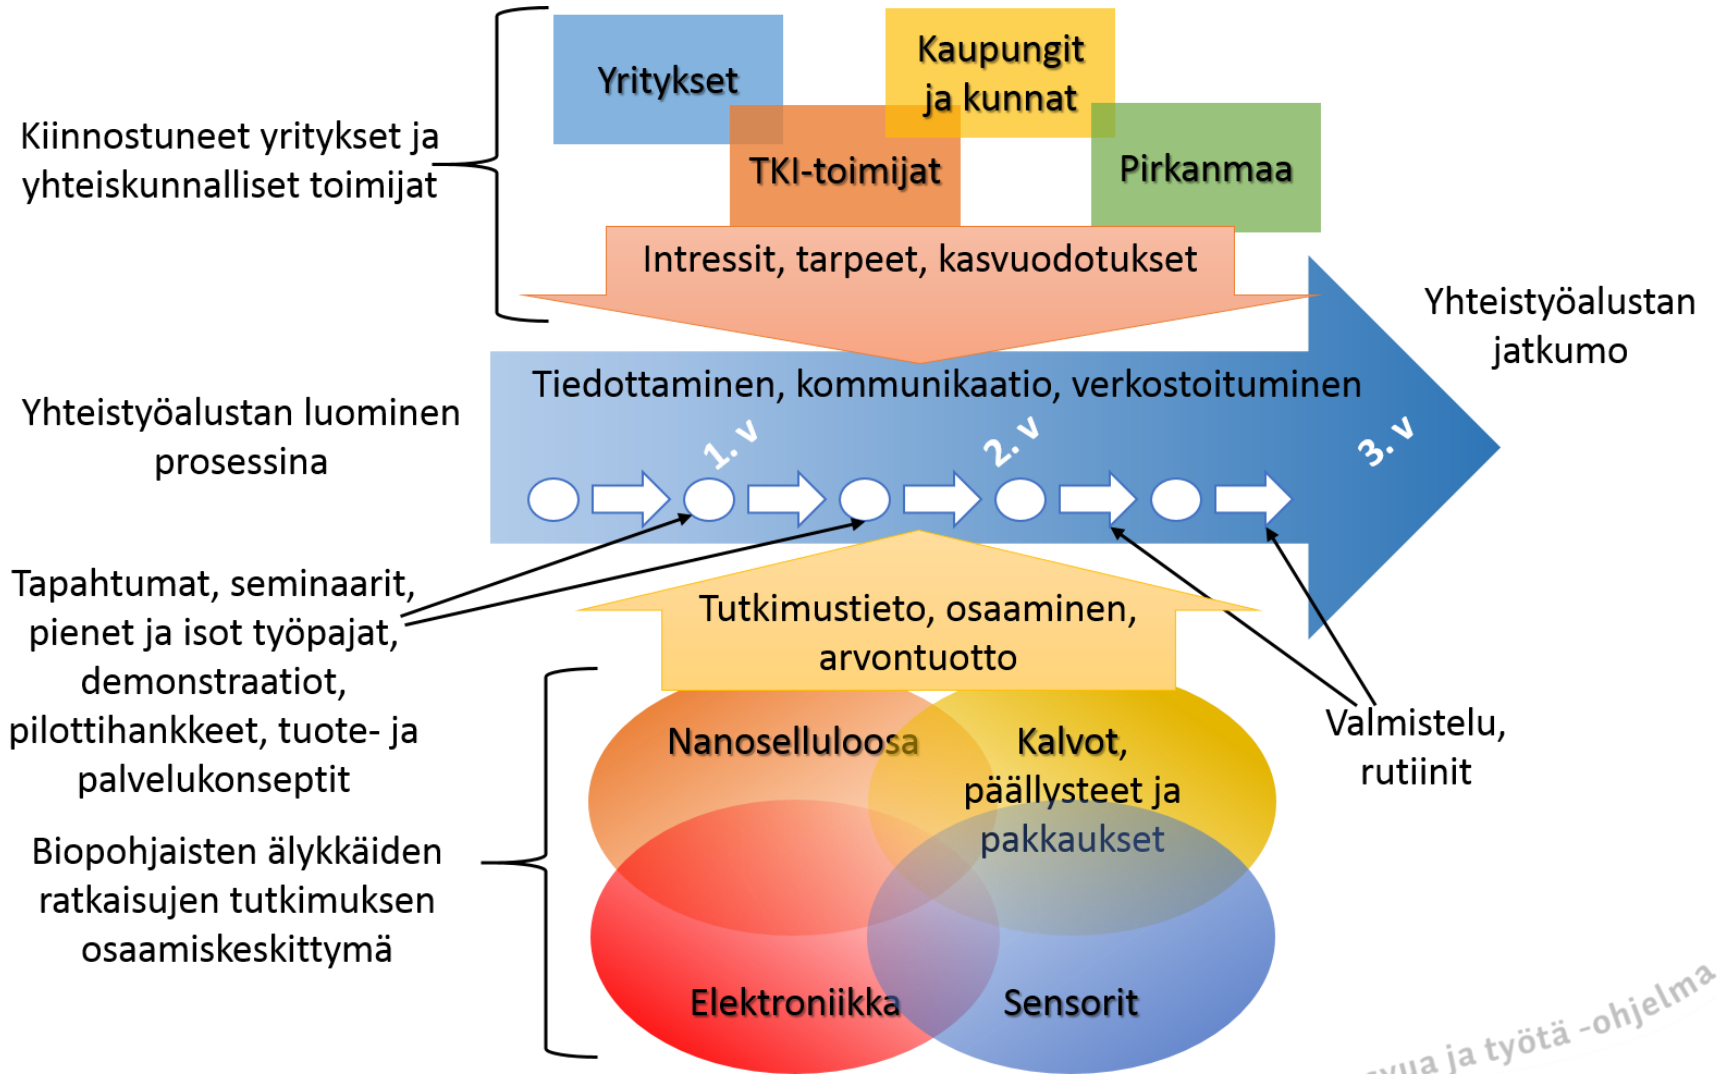 Yritykset
Kaupungit
ja kunnat
TKI-toimijat
Pirkanmaa
Kiinnostuneet yritykset ja
yhteiskunnalliset toimijat
Intressit, tarpeet, kasvuodotukset
Yhteistyöalustan
jatkumo
Tiedottaminen, kommunikaatio, verkostoituminen
Yhteistyöalustan luominen
prosessina
1. v
2. v
3. v
Tapahtumat, seminaarit,
pienet ja isot työpajat,
demonstraatiot,
pilottihankkeet, tuote- ja
palvelukonseptit
Tutkimustieto, osaaminen,
arvontuotto
Valmistelu,
rutiinit
Nanoselluloosa
Kalvot,
päällysteet ja
pakkaukset
Biopohjaisten älykkäiden
ratkaisujen tutkimuksen
osaamiskeskittymä
Elektroniikka
Sensorit
ja työtä -ohjelma